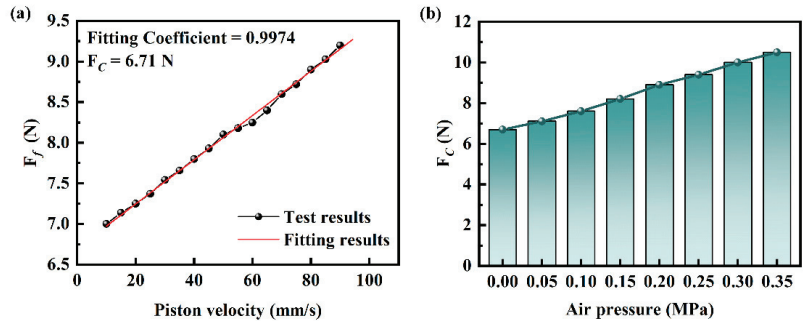 (a)
Fitting Coefficient = 0.9974
F_C = 6.71 N
9.5
9.0
8.5
8.0
7.5
7.0
6.5
F_f (N)
Test results
Fitting results
0 20 40 60 80 100
Piston velocity (mm/s)
(b)
12
10
8
6
4
2
0
F_C (N)
0.00 0.05 0.10 0.15 0.20 0.25 0.30 0.35
Air pressure (MPa)